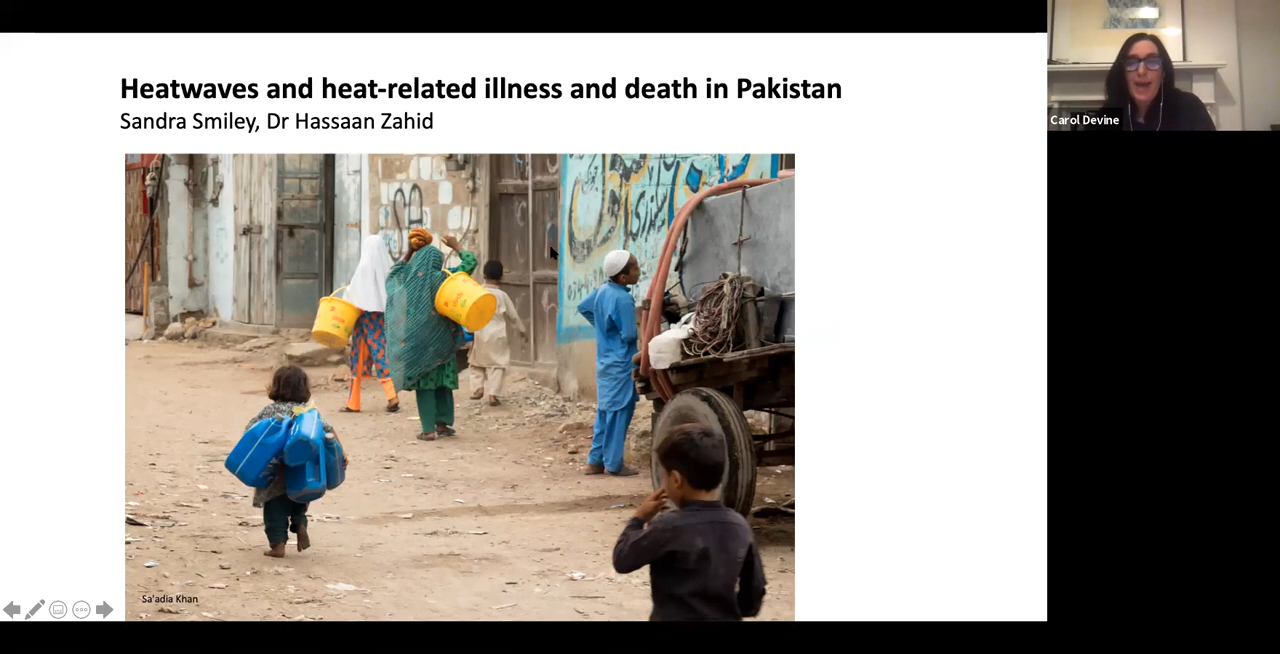 Heatwaves and heat-related illness and death in Pakistan
Sandra Smiley, Dr Hassaan Zahid
Carol Devine
Sa'adia Khan